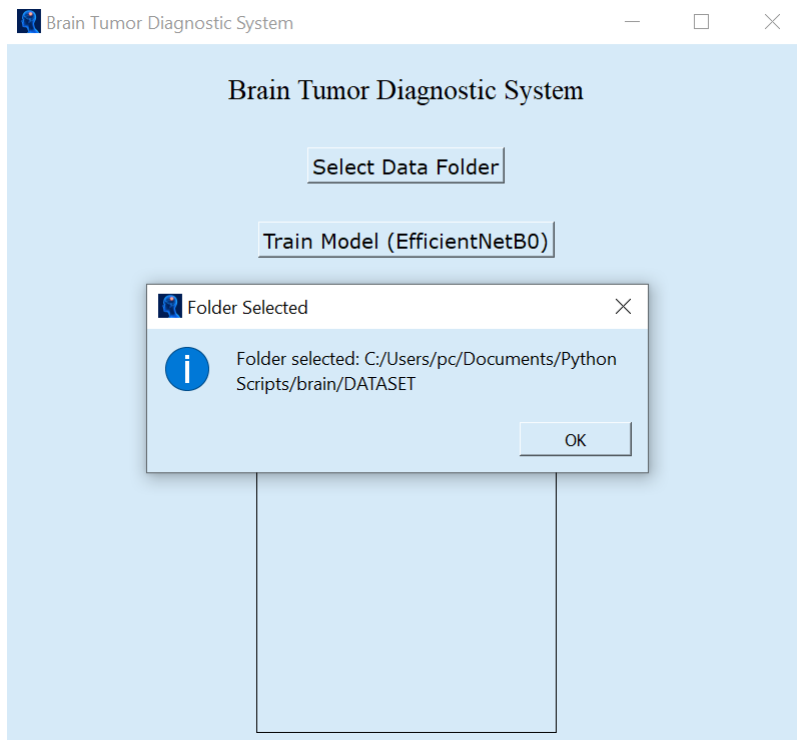 Brain Tumor Diagnostic System
Brain Tumor Diagnostic System
Select Data Folder
Train Model (EfficientNetB0)
Folder Selected
Folder selected: C:/Users/pc/Documents/Python
Scripts/brain/DATASET
OK